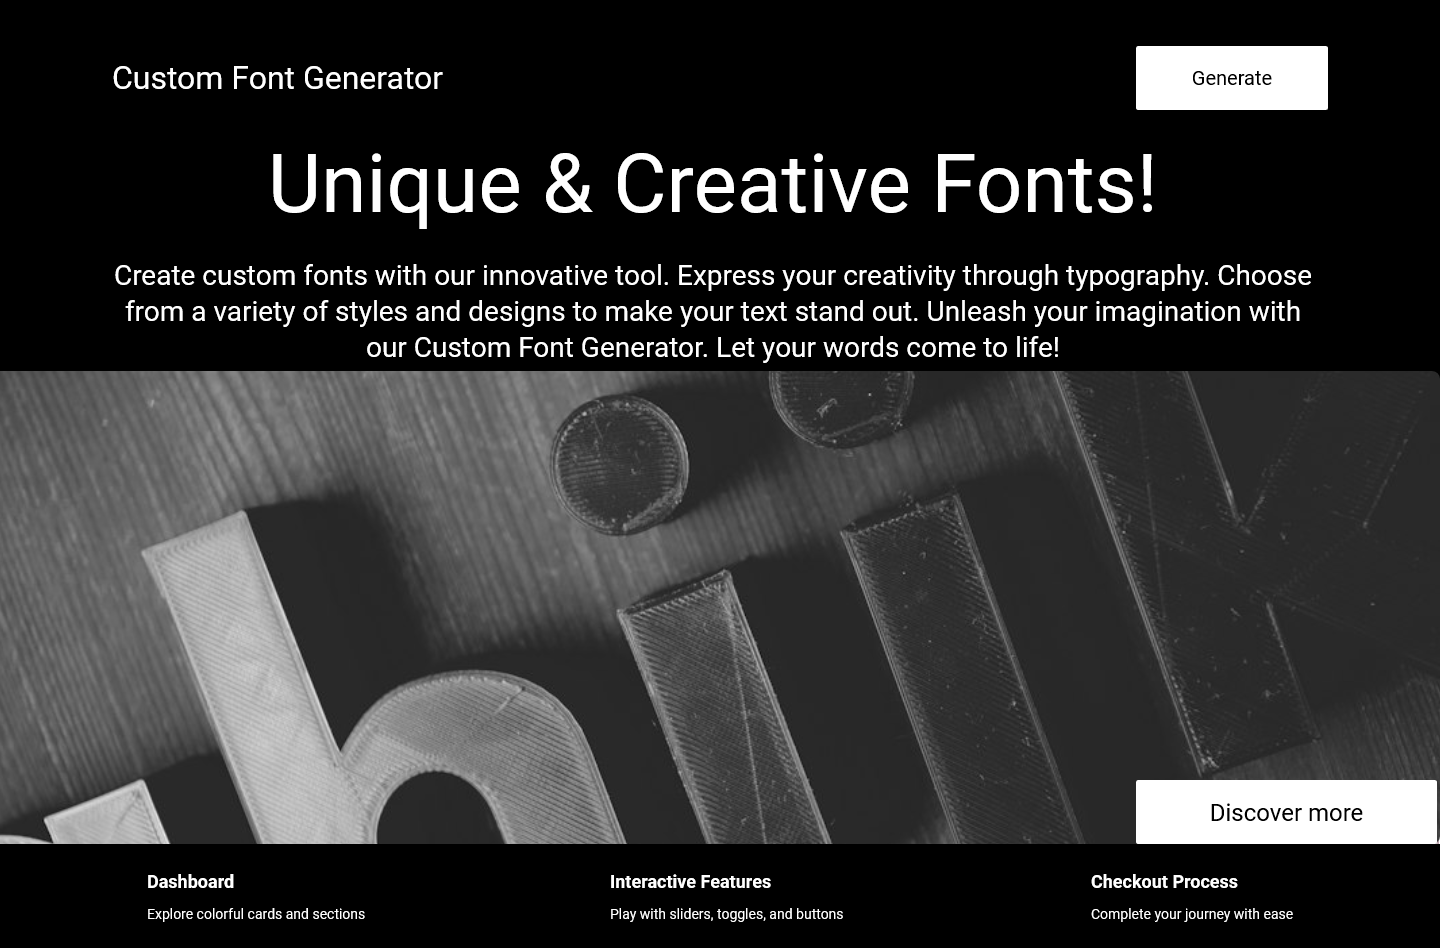 Custom Font Generator
Generate
Unique & Creative Fonts!
Create custom fonts with our innovative tool. Express your creativity through typography. Choose
from a variety of styles and designs to make your text stand out. Unleash your imagination with
our Custom Font Generator. Let your words come to life!
Discover more
Dashboard
Explore colorful cards and sections
Interactive Features
Play with sliders, toggles, and buttons
Checkout Process
Complete your journey with ease